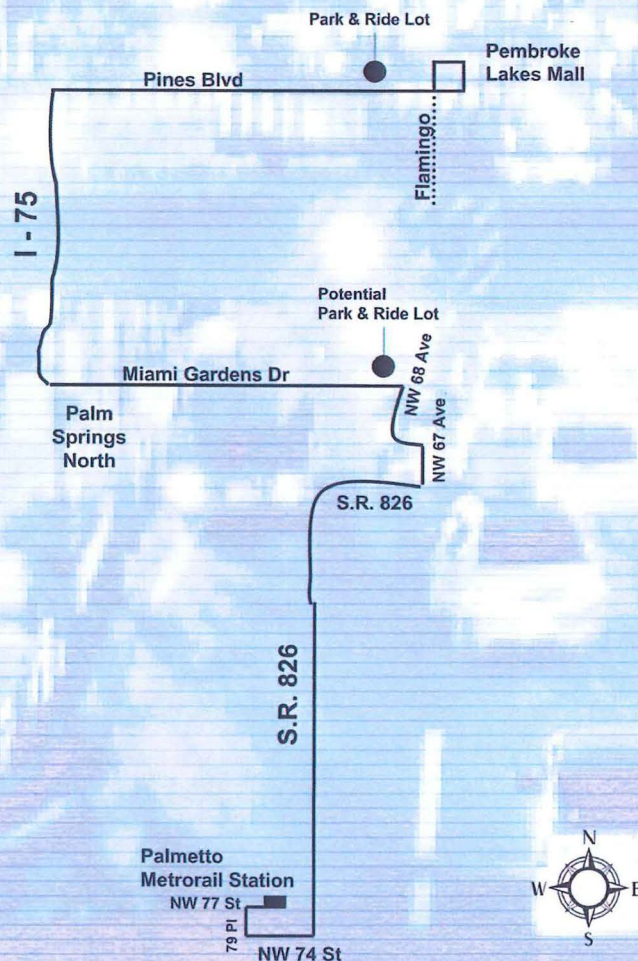 Park & Ride Lot
Pembroke
Lakes Mall
Pines Blvd
Flamingo
I - 75
Potential
Park & Ride Lot
Miami Gardens Dr
NW 68 Ave
Palm
Springs
North
NW 67 Ave
S.R. 826
S.R. 826
Palmetto
Metrorail Station
NW 77 St
79 Pl
NW 74 St
N
W
E
S